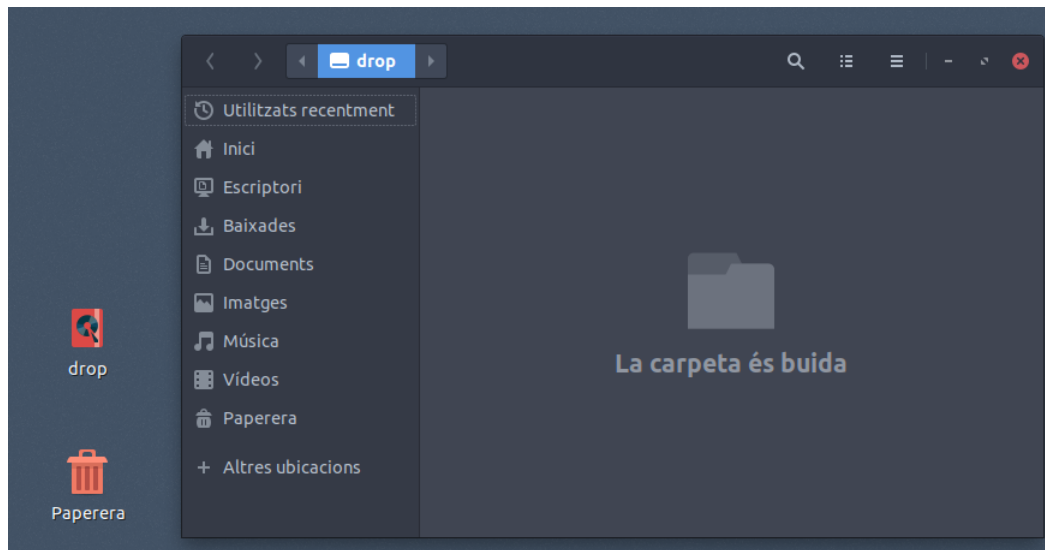 drop
Utilitzats recentment
Inici
Escriptori
Baixades
Documents
Imatges
Música
Vídeos
Paperera
Altres ubicacions
La carpeta és buida
drop
Paperera